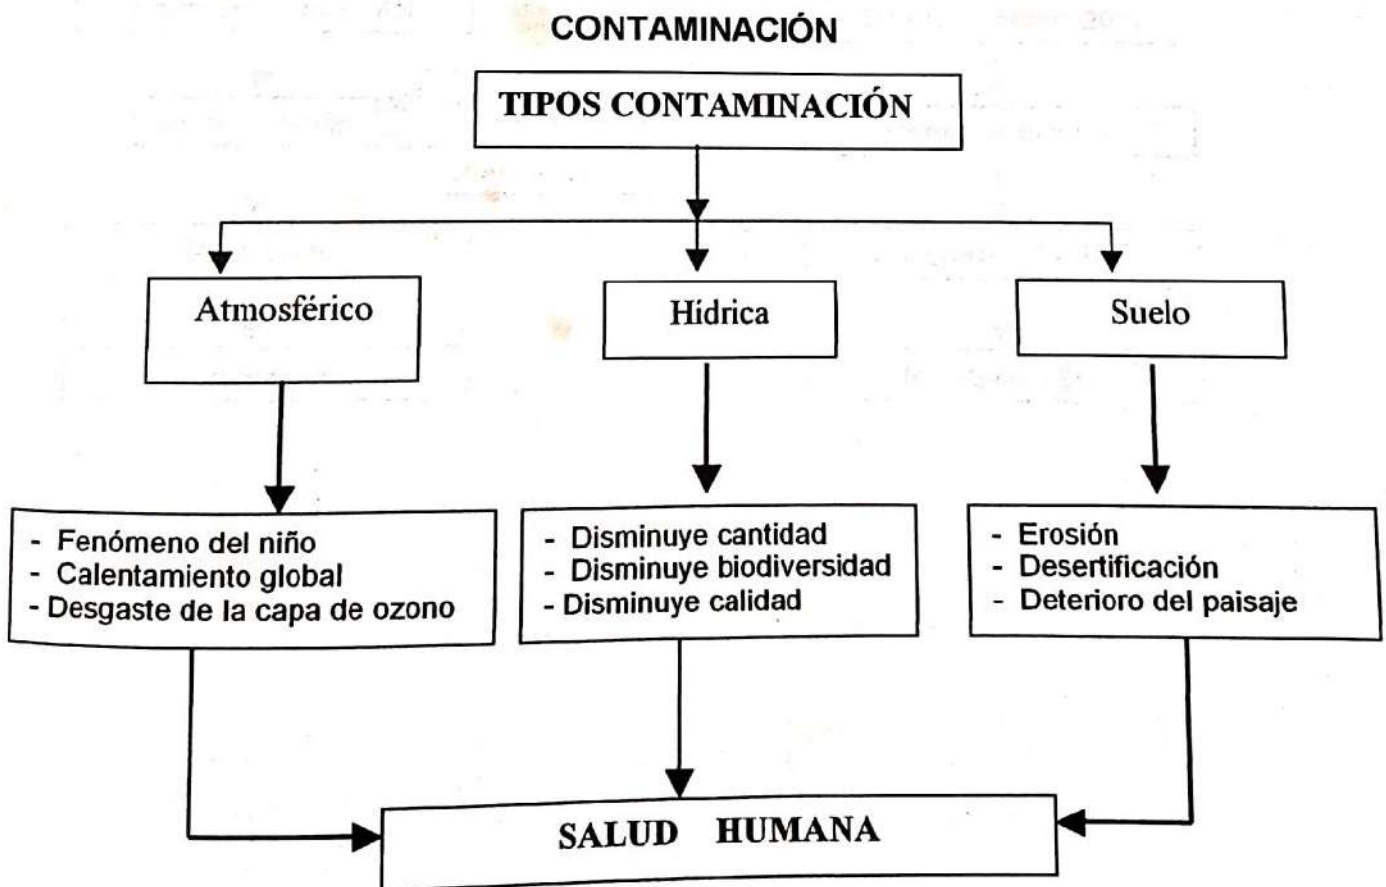 CONTAMINACIÓN
TIPOS CONTAMINACIÓN
Atmosférico
Hídrica
Suelo
- Fenómeno del niño
- Calentamiento global
- Desgaste de la capa de ozono
- Disminuye cantidad
- Disminuye biodiversidad
- Disminuye calidad
- Erosión
- Desertificación
- Deterioro del paisaje
SALUD HUMANA